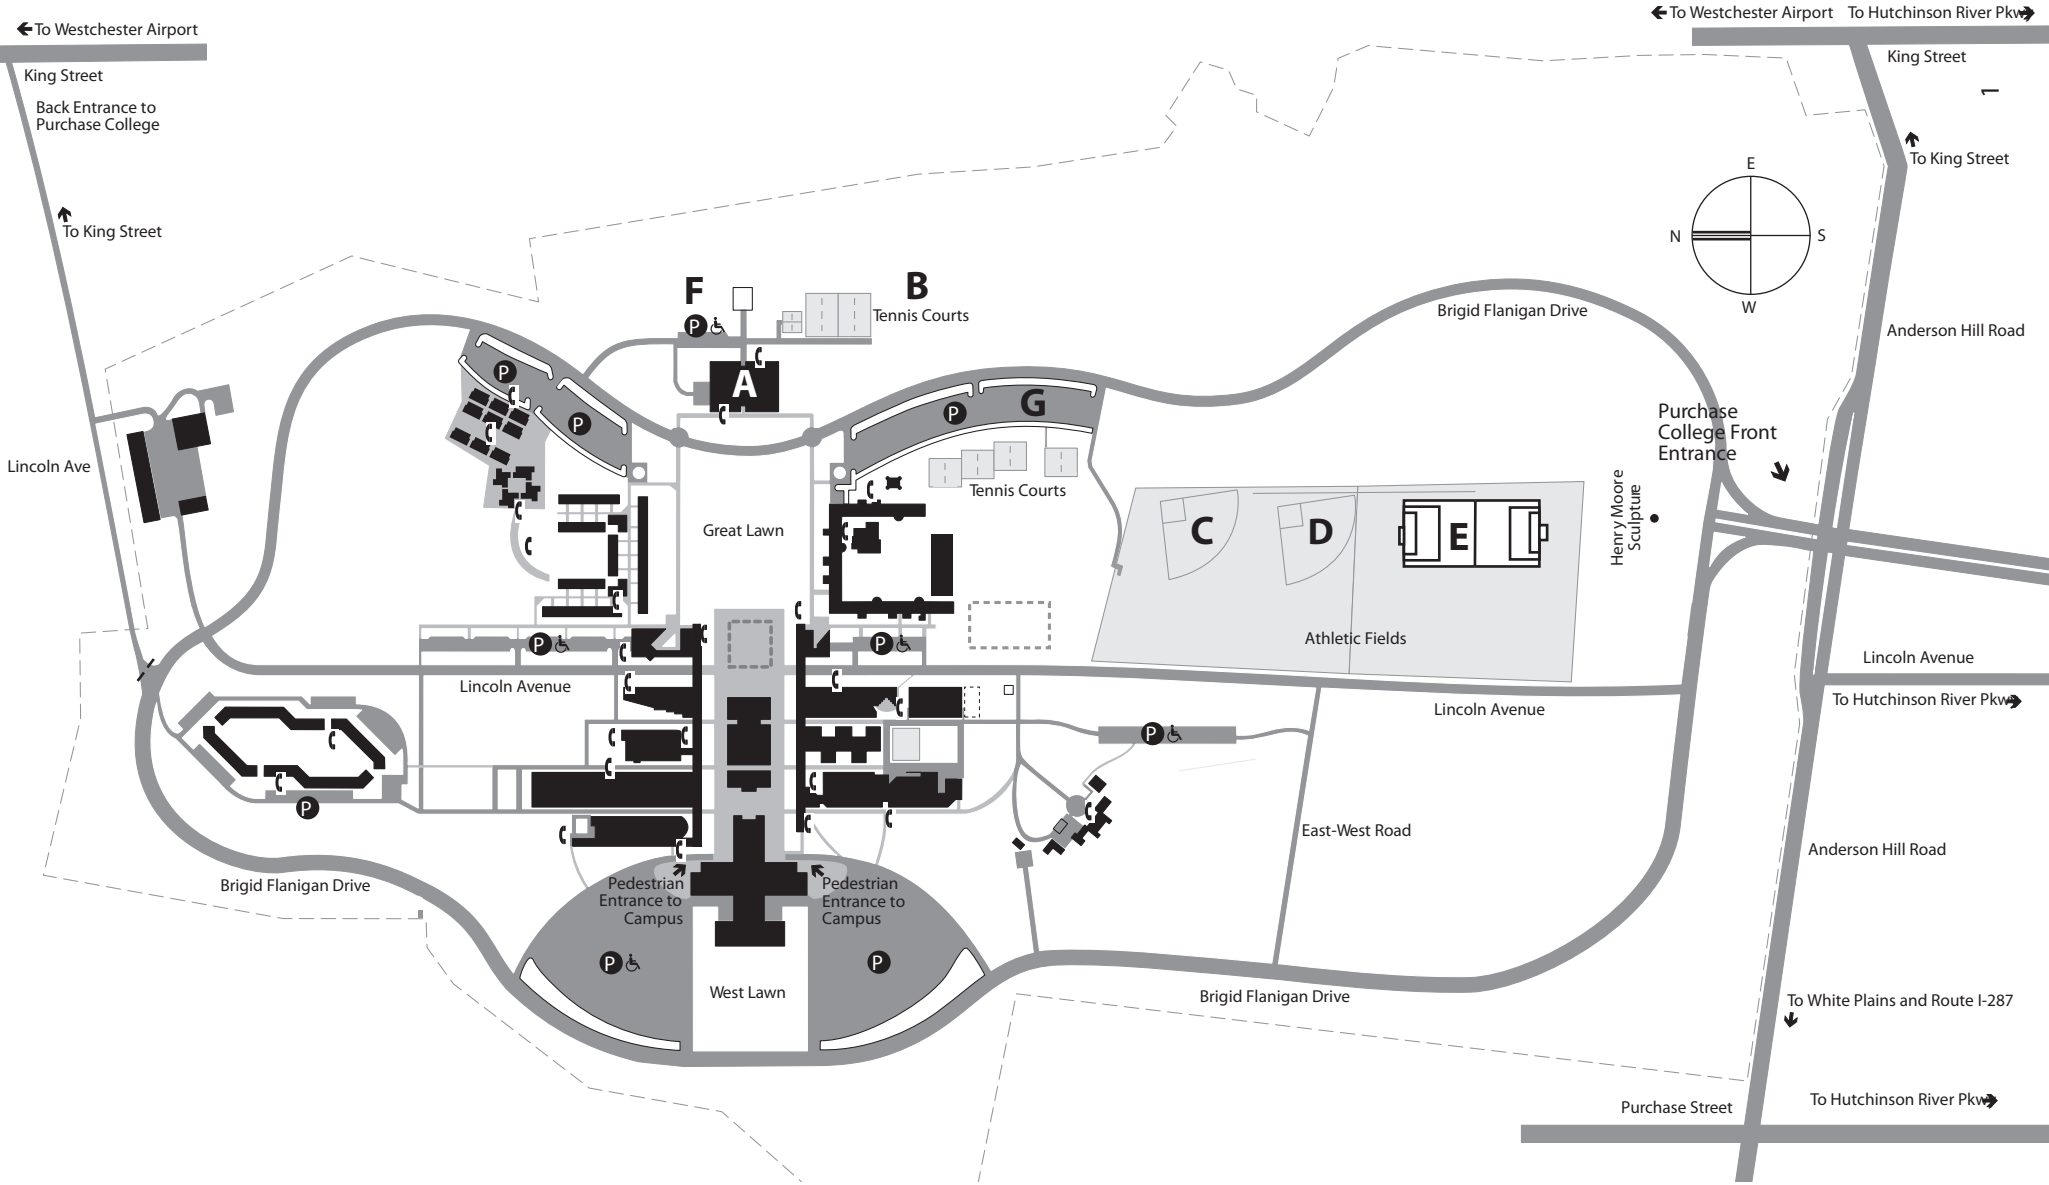 To Westchester Airport
King Street
Back Entrance to
Purchase College
To King Street
Lincoln Ave
To Westchester Airport
To Hutchinson River Pkwy
King Street
1
To King Street
E
N
S
W
Anderson Hill Road
Brigid Flanigan Drive
F
B
Tennis Courts
P
A
P
P
P
G
Tennis Courts
Great Lawn
Purchase
College Front
Entrance
Henry Moore
Sculpture
C
D
E
Athletic Fields
P
P
Lincoln Avenue
Lincoln Avenue
Lincoln Avenue
To Hutchinson River Pkwy
P
P
East-West Road
Anderson Hill Road
Brigid Flanigan Drive
Pedestrian
Entrance to
Campus
Pedestrian
Entrance to
Campus
P
P
West Lawn
Brigid Flanigan Drive
To White Plains and Route I-287
Purchase Street
To Hutchinson River Pkwy